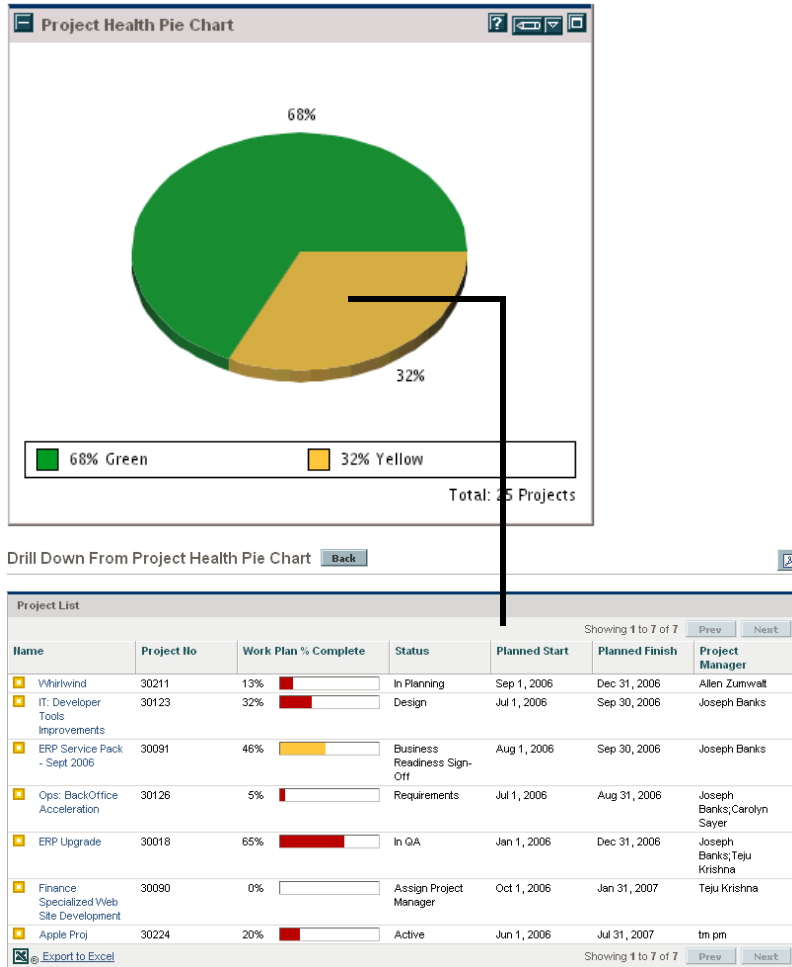 Project Health Pie Chart
68%
32%
68% Green 32% Yellow
Total: 25 Projects
Drill Down From Project Health Pie Chart Back
Project List
Showing 1 to 7 of 7 Prev Next
Name Project No Work Plan % Complete Status Planned Start Planned Finish Project Manager
Whirlwind 30211 13% In Planning Sep 1, 2006 Dec 31, 2006 Allen Zumwalt
IT: Developer Tools Improvements 30123 32% Design Jul 1, 2006 Sep 30, 2006 Joseph Banks
ERP Service Pack - Sept 2006 30091 46% Business Readiness Sign-Off Aug 1, 2006 Sep 30, 2006 Joseph Banks
Ops: BackOffice Acceleration 30126 5% Requirements Jul 1, 2006 Aug 31, 2006 Joseph Banks;Carolyn Sayer
ERP Upgrade 30018 65% In QA Jan 1, 2006 Dec 31, 2006 Joseph Banks;Teju Krishna
Finance Specialized Web Site Development 30090 0% Assign Project Manager Oct 1, 2006 Jan 31, 2007 Teju Krishna
Apple Proj 30224 20% Active Jun 1, 2006 Jul 31, 2007 tm pm
Export to Excel Showing 1 to 7 of 7 Prev Next